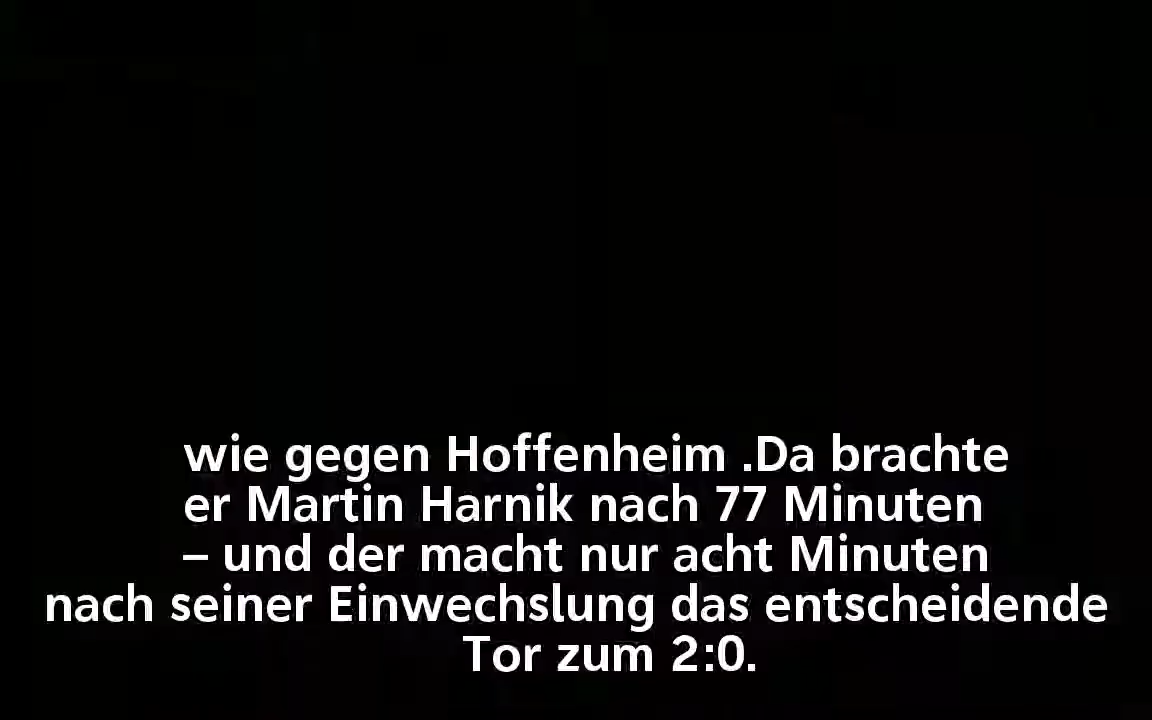 wie gegen Hoffenheim .Da brachte
er Martin Harnik nach 77 Minuten
– und der macht nur acht Minuten
nach seiner Einwechslung das entscheidende
Tor zum 2:0.